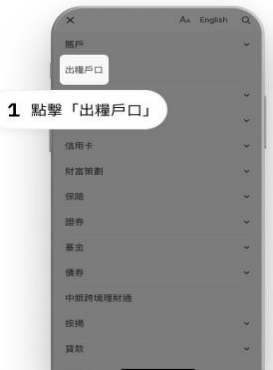 × AA English
賬戶
出糧戶口
1 點擊「出糧戶口」
信用卡
財富策劃
保險
證券
基金
債券
中銀跨境理財通
按揭
貸款